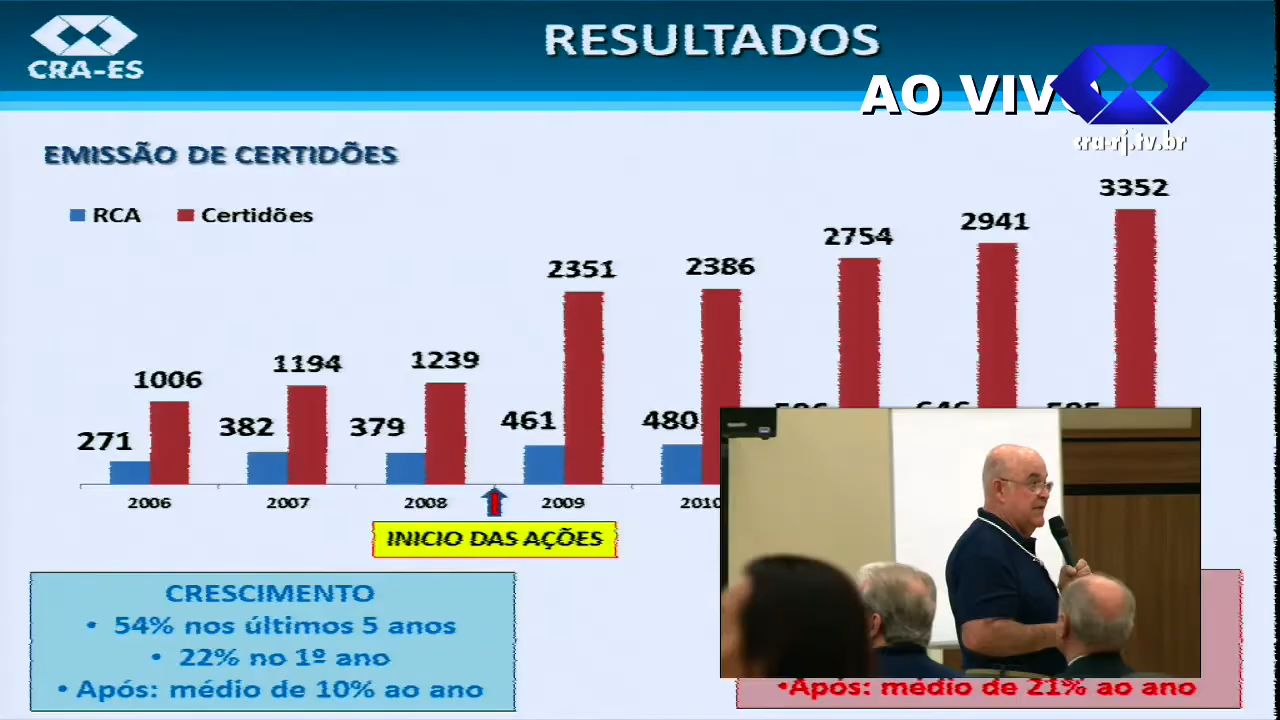 RESULTADOS
CRA-ES
AO VIVO
cra-rj.tv.br
EMISSÃO DE CERTIDÕES
RCA
Certidões
3352
2941
2754
2386
2351
1239
1194
1006
480
461
379
382
271
2006
2007
2008
2009
2010
INICIO DAS AÇÕES
CRESCIMENTO
• 54% nos últimos 5 anos
• 22% no 1º ano
• Após: médio de 10% ao ano
•Após: médio de 21% ao ano